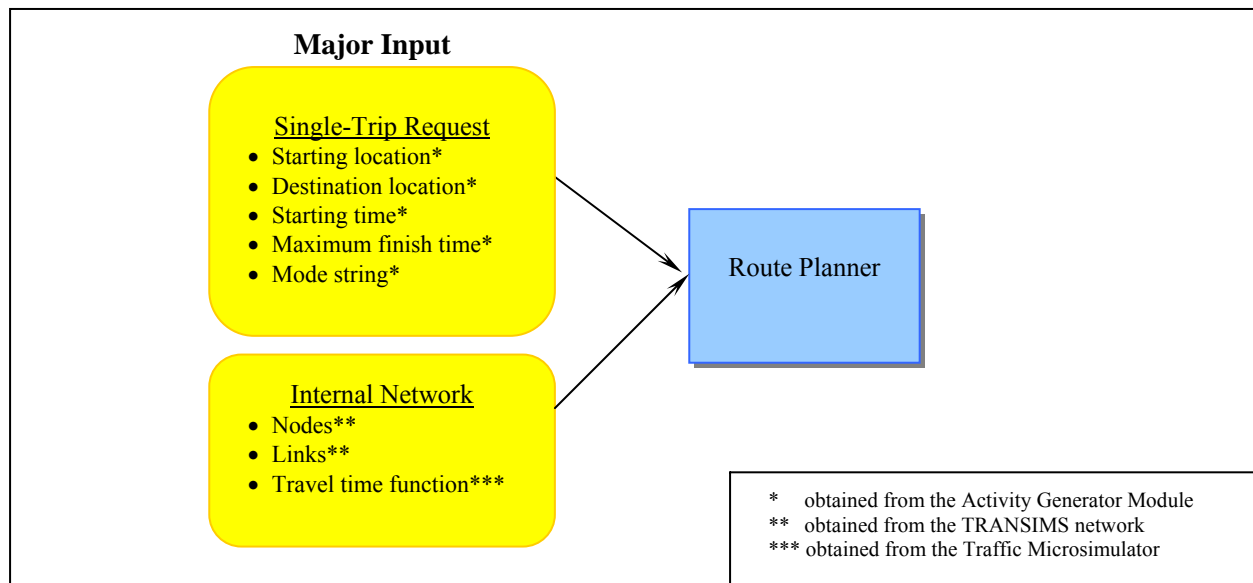 Major Input
Single-Trip Request
• Starting location*
• Destination location*
• Starting time*
• Maximum finish time*
• Mode string*
Internal Network
• Nodes**
• Links**
• Travel time function***
Route Planner
* obtained from the Activity Generator Module
** obtained from the TRANSIMS network
*** obtained from the Traffic Microsimulator